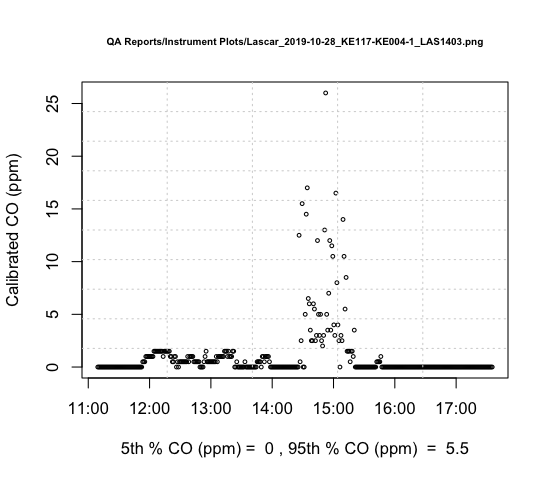 QA Reports/Instrument Plots/Lascar_2019-10-28_KE117-KE004-1_LAS1403.png
25
20
15
10
5
0
Calibrated CO (ppm)
11:00 12:00 13:00 14:00 15:00 16:00 17:00
5th % CO (ppm) = 0 , 95th % CO (ppm) = 5.5